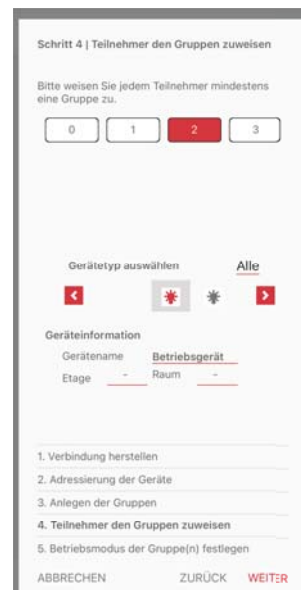 Schritt 4 | Teilnehmer den Gruppen zuweisen
Bitte weisen Sie jedem Teilnehmer mindestens
eine Gruppe zu.
0 1 2 3
Gerätetyp auswählen Alle
Geräteinformation
Gerätename Betriebsgerät
Etage - Raum -
1. Verbindung herstellen
2. Adressierung der Geräte
3. Anlegen der Gruppen
4. Teilnehmer den Gruppen zuweisen
5. Betriebsmodus der Gruppe(n) festlegen
ABBRECHEN ZURÜCK WEITER